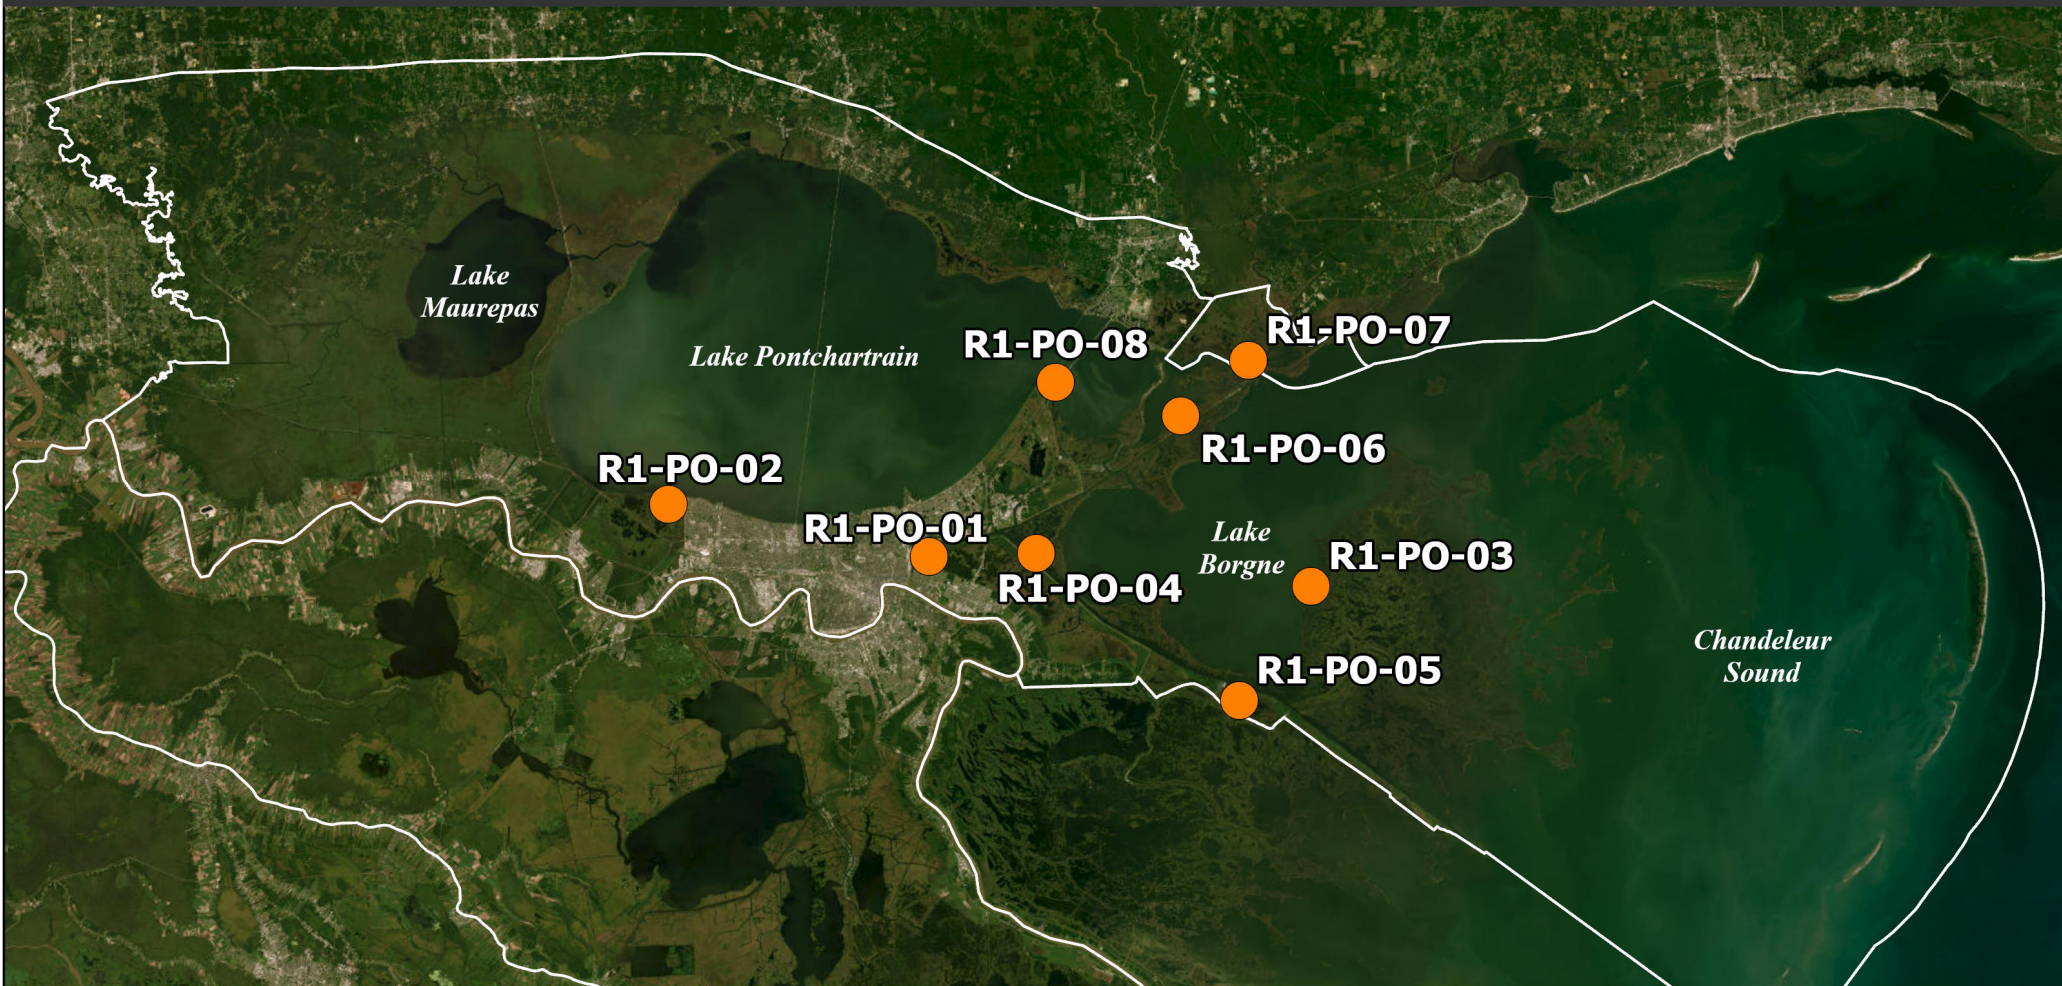 Lake
Maurepas
Lake Pontchartrain
R1-PO-08
R1-PO-07
R1-PO-06
R1-PO-02
R1-PO-01
R1-PO-04
Lake
Borgne
R1-PO-03
R1-PO-05
Chandeleur
Sound